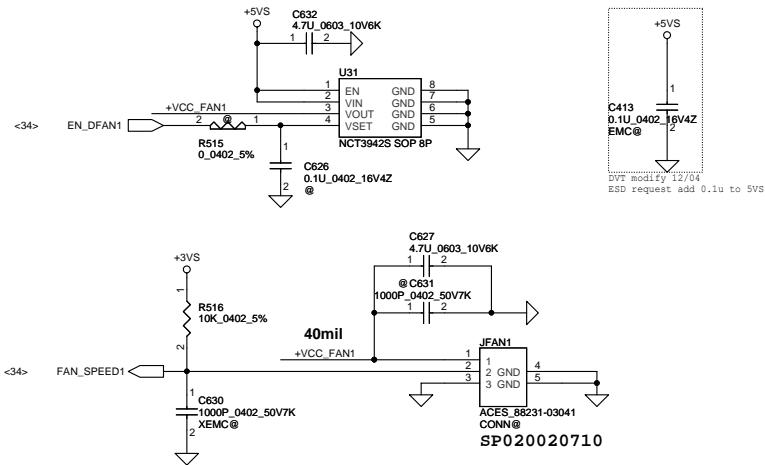 +5VS
C632
4.7U_0603_10V6K
1 2
U31
1 EN GND 8
2 VIN GND 7
3 VOUT GND 6
4 VSET GND 5
NCT3942S SOP 8P
+VCC_FAN1
<34> EN_DFAN1
2 @ 1
R515
0_0402_5%
1
C626
0.1U_0402_16V4Z
2 @
+5VS
1
C413
0.1U_0402_16V4Z
2
EMC@
DVT modify 12/04
ESD request add 0.1u to 5VS
+3VS
1
R516
10K_0402_5%
2
C627
4.7U_0603_10V6K
1 2
@ C631
1000P_0402_50V7K
1 2
40mil
+VCC_FAN1
JFAN1
1 1
2 2 GND 4
3 3 GND 5
ACES_88231-03041
CONN@
SP020020710
<34> FAN_SPEED1
1
C630
1000P_0402_50V7K
XEMC@
2